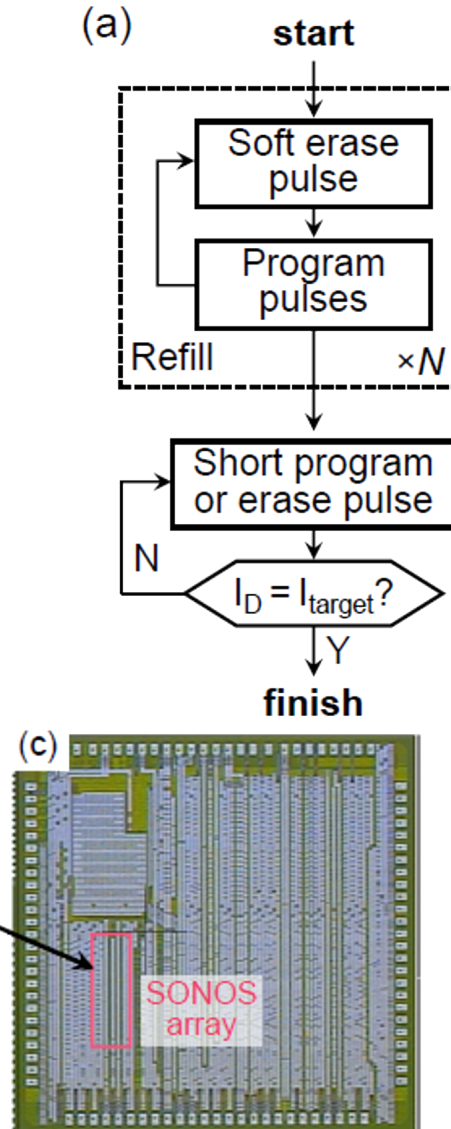 (a)
start
Soft erase
pulse
Program
pulses
Refill
×N
Short program
or erase pulse
N
I_D = I_target?
Y
finish
(c)
SONOS
array